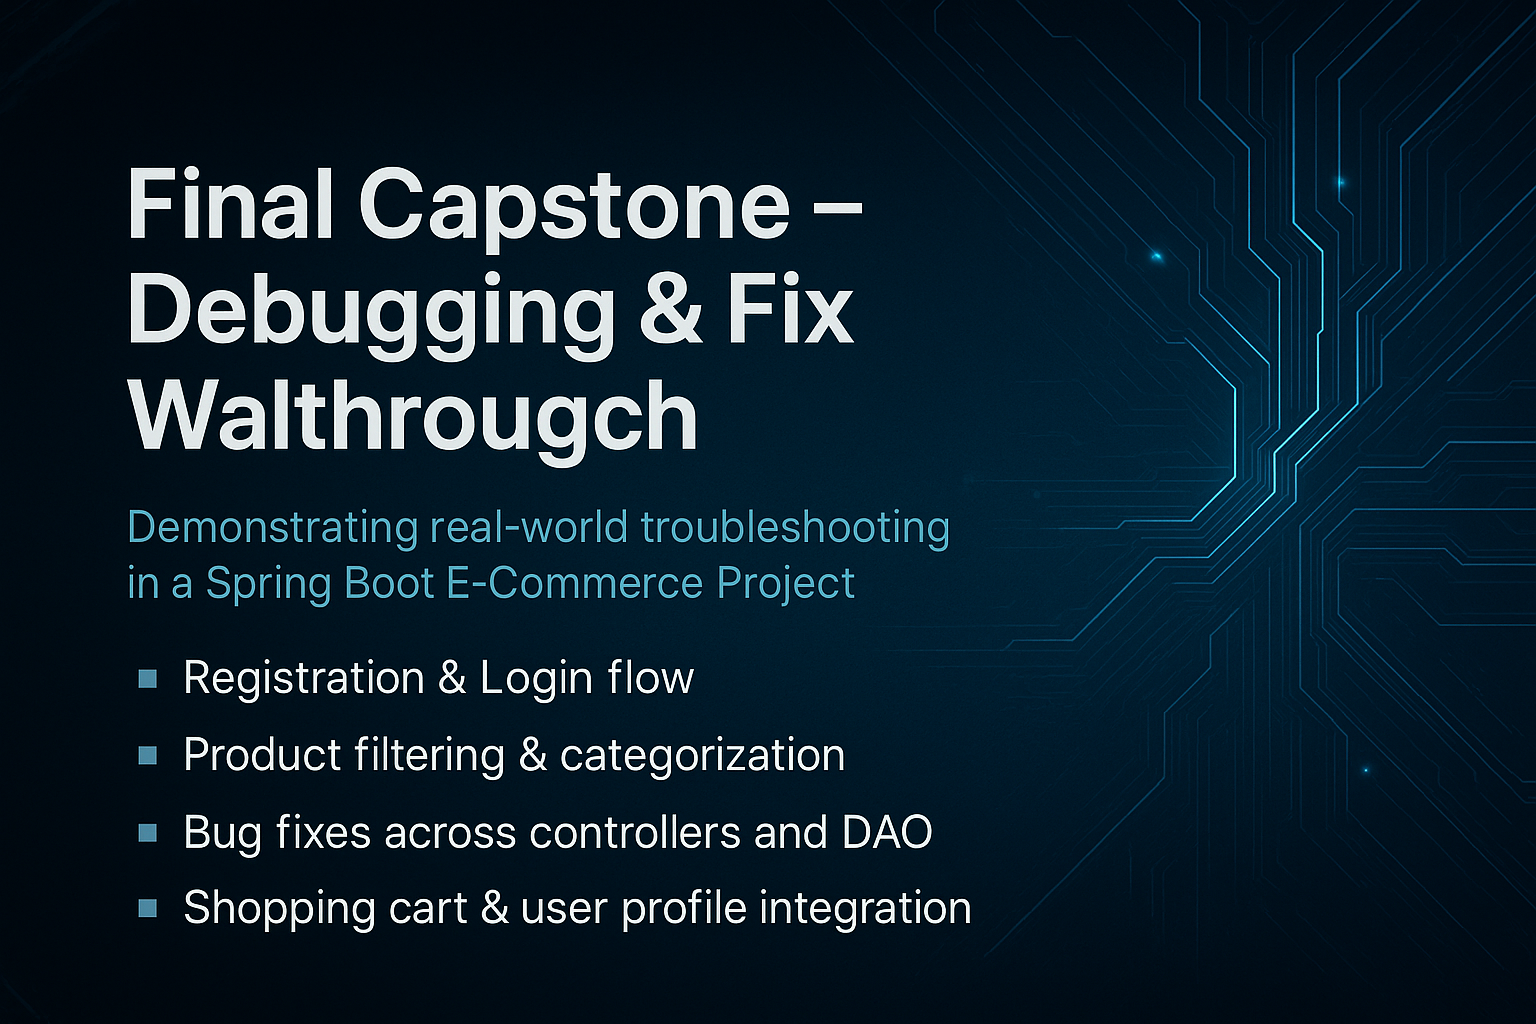 Final Capstone –
Debugging & Fix
Walthrougch
Demonstrating real-world troubleshooting
in a Spring Boot E-Commerce Project
Registration & Login flow
Product filtering & categorization
Bug fixes across controllers and DAO
Shopping cart & user profile integration